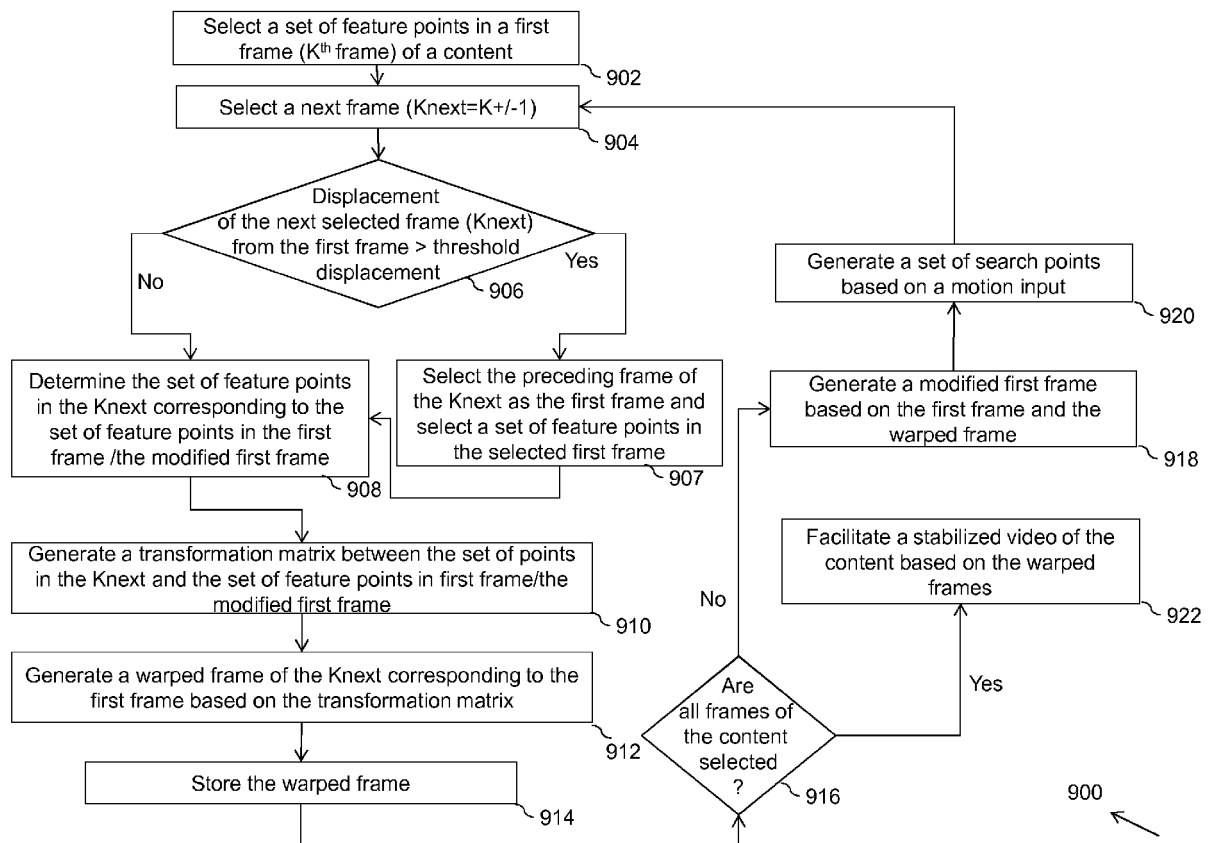 Select a set of feature points in a first
frame (Kth frame) of a content
902
Select a next frame (Knext=K+/-1)
904
Displacement
of the next selected frame (Knext)
from the first frame > threshold
displacement
906
No
Yes
Determine the set of feature points
in the Knext corresponding to the
set of feature points in the first
frame /the modified first frame
908
Select the preceding frame of
the Knext as the first frame and
select a set of feature points in
the selected first frame
907
Generate a transformation matrix between the set of points
in the Knext and the set of feature points in first frame/the
modified first frame
910
Generate a warped frame of the Knext corresponding to the
first frame based on the transformation matrix
912
Store the warped frame
914
Are
all frames of
the content
selected
?
916
No
Yes
Generate a modified first frame
based on the first frame and the
warped frame
918
Generate a set of search points
based on a motion input
920
Facilitate a stabilized video of the
content based on the warped
frames
922
900